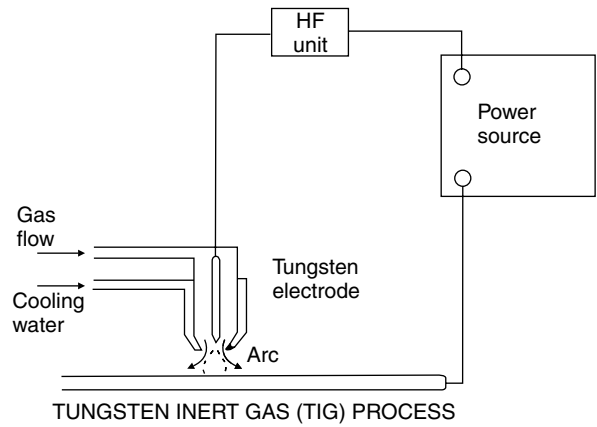 HF
unit
Power
source
Gas
flow
Tungsten
electrode
Cooling
water
Arc
TUNGSTEN INERT GAS (TIG) PROCESS